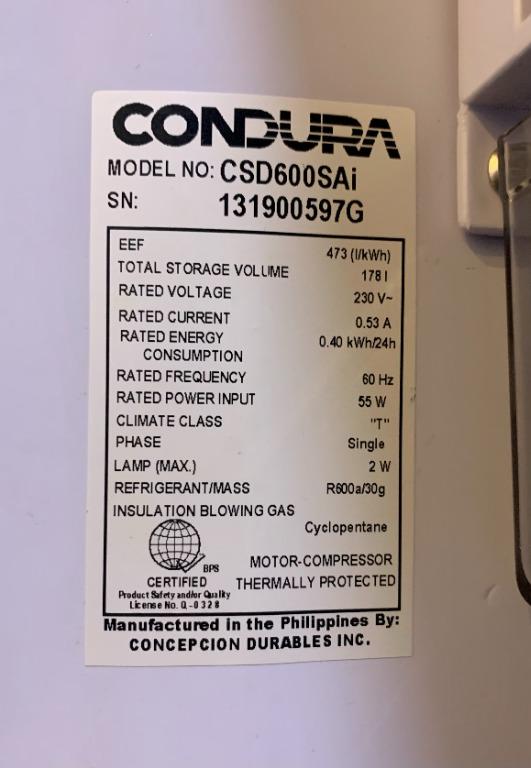 CONDURA
MODEL NO: CSD600SAi
SN: 131900597G
EEF 473 (l/kWh)
TOTAL STORAGE VOLUME 178 l
RATED VOLTAGE 230 V~
RATED CURRENT 0.53 A
RATED ENERGY 0.40 kWh/24h
CONSUMPTION
RATED FREQUENCY 60 Hz
RATED POWER INPUT 55 W
CLIMATE CLASS "T"
PHASE Single
LAMP (MAX.) 2 W
REFRIGERANT/MASS R600a/30g
INSULATION BLOWING GAS
Cyclopentane
BPS
MOTOR-COMPRESSOR
CERTIFIED THERMALLY PROTECTED
Product Safety and/or Quality
License No. Q-0328
Manufactured in the Philippines By:
CONCEPCION DURABLES INC.